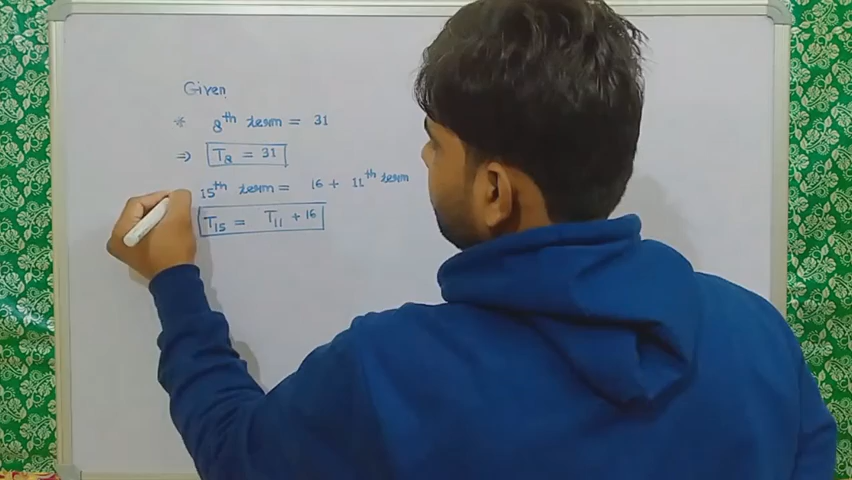 Given
* 8th term = 31
⇒ T8 = 31
15th term = 16 + 11th term
T15 = T11 + 16